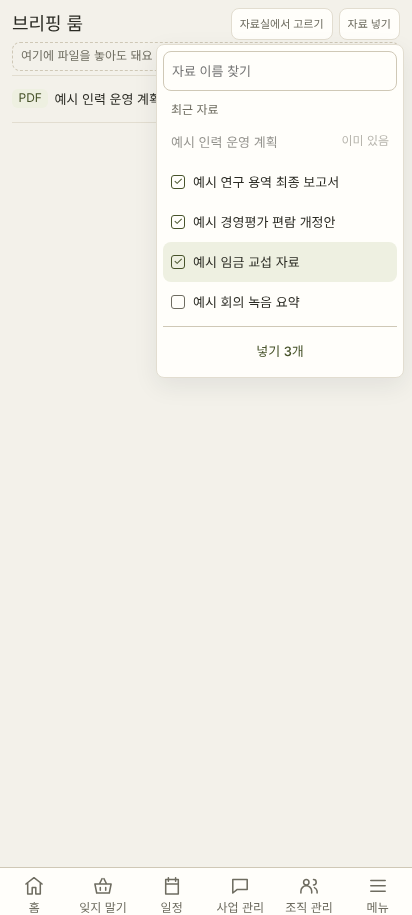 브리핑 룸
자료실에서 고르기
자료 넣기
여기에 파일을 놓아도 돼요
PDF 예시 인력 운영 계획
자료 이름 찾기
최근 자료
예시 인력 운영 계획 이미 있음
예시 연구 용역 최종 보고서
예시 경영평가 편람 개정안
예시 임금 교섭 자료
예시 회의 녹음 요약
넣기 3개
홈 잊지 말기 일정 사업 관리 조직 관리 메뉴